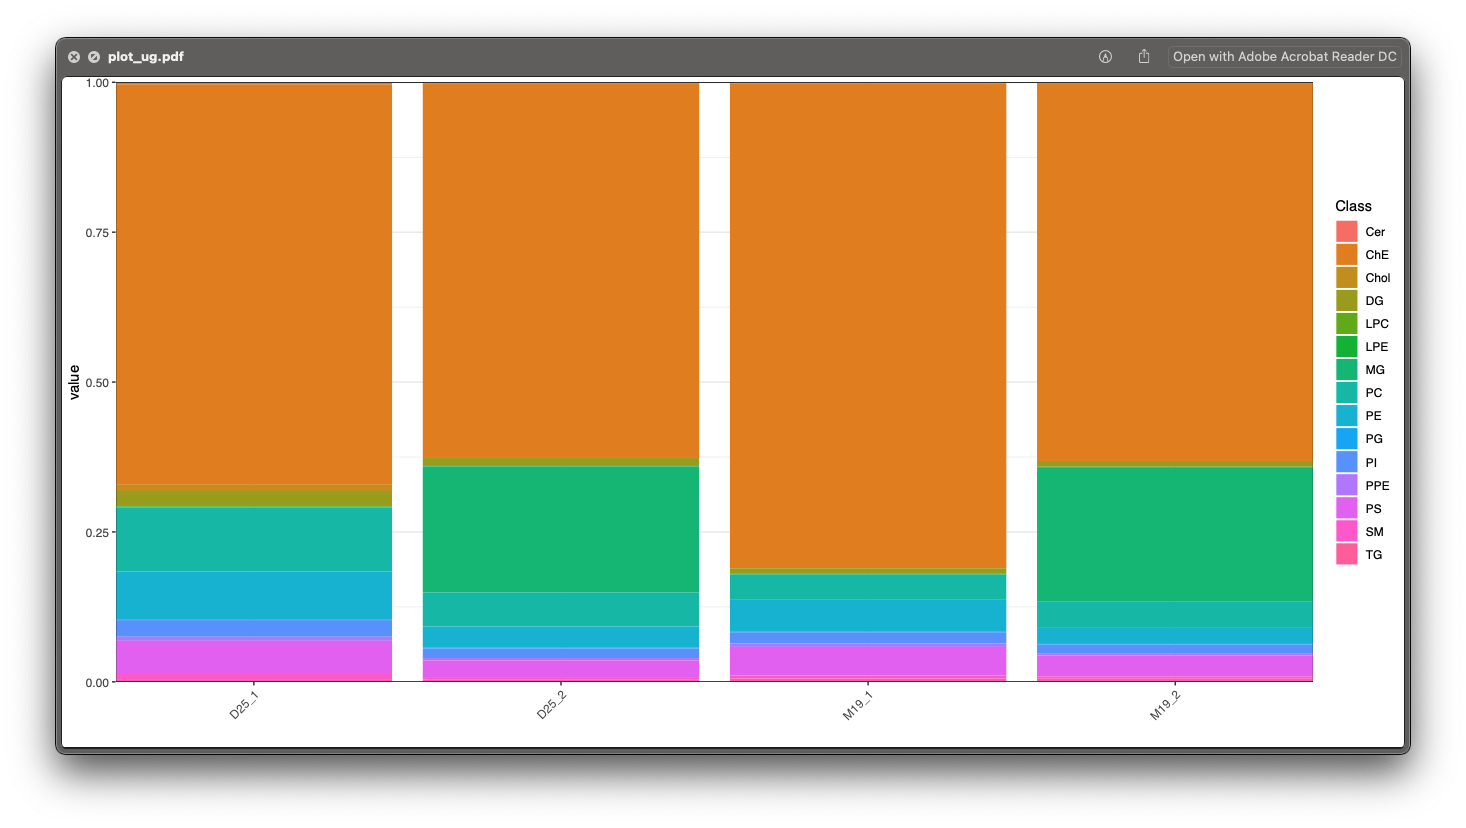 plot_ug.pdf
Open with Adobe Acrobat Reader DC
1.00
0.75
0.50
0.25
0.00
value
D25_1
D25_2
M19_1
M19_2
Class
Cer
ChE
Chol
DG
LPC
LPE
MG
PC
PE
PG
PI
PPE
PS
SM
TG